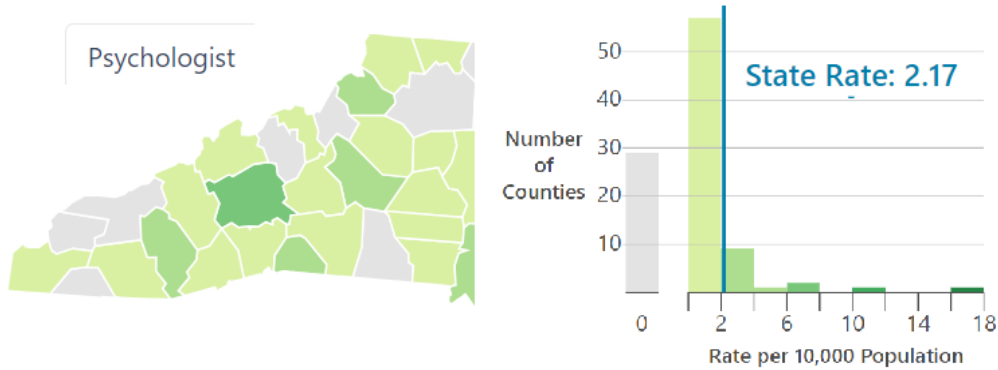 Psychologist
50
State Rate: 2.17
40
Number
of
Counties
30
20
10
0
2
6
10
14
18
Rate per 10,000 Population